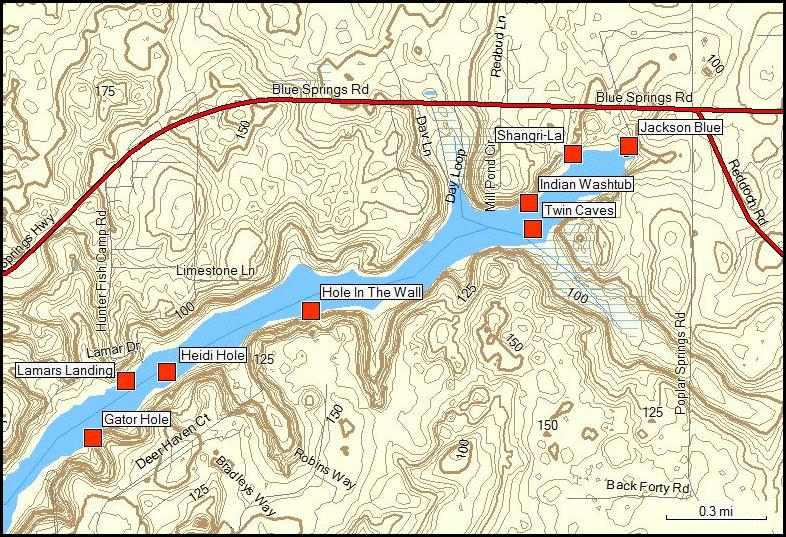 Redbud Ln
100
175
Blue Springs Rd
Blue Springs Rd
150
Day Ln
Shangri-La
Jackson Blue
Day Loop
Mill Pond Cir
Indian Washtub
Reddoch Rd
Twin Caves
Springs Hwy
Hunter Fish Camp Rd
Limestone Ln
100
Hole In The Wall
125
100
150
Poplar Springs Rd
Lamar Dr
Heidi Hole
125
Lamars Landing
Gator Hole
150
125
150
Deer Haven Ct
100
Robins Way
Bradleys Way
125
Back Forty Rd
0.3 mi